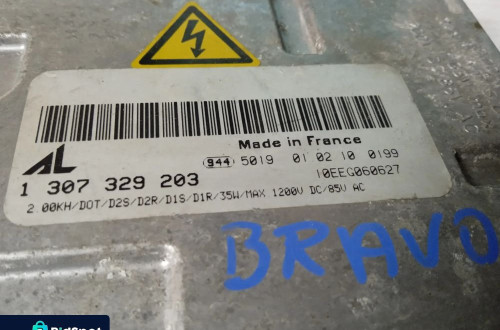 Made in France
944 5019 01 02 10 0199
AL
10EEG060627
1 307 329 203
2.00KH/DOT/D2S/D2R/D1S/D1R/35W/MAX 1200V DC/85V AC
BRAVO
BidSpot